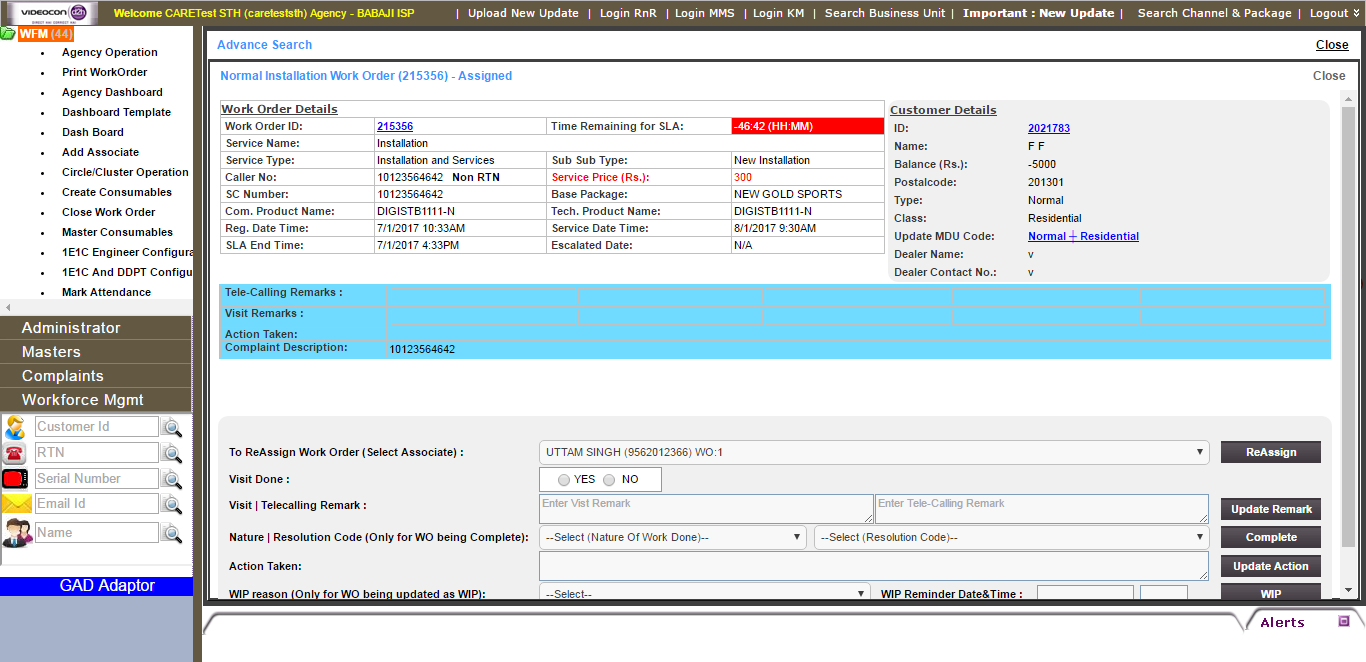 VIDEOCON d2h
DIRECT HAI CORRECT HAI
Welcome CARETest STH (careteststh) Agency - BABAJI ISP
| Upload New Update | Login RnR | Login MMS | Login KM | Search Business Unit | Important : New Update | Search Channel & Package | Logout
WFM (44)
Agency Operation
Print WorkOrder
Agency Dashboard
Dashboard Template
Dash Board
Add Associate
Circle/Cluster Operation
Create Consumables
Close Work Order
Master Consumables
1E1C Engineer Configura
1E1C And DDPT Configu
Mark Attendance
Administrator
Masters
Complaints
Workforce Mgmt
Customer Id
RTN
Serial Number
Email Id
Name
GAD Adaptor
Advance Search
Close
Normal Installation Work Order (215356) - Assigned
Close
Work Order Details
Work Order ID: 215356 Time Remaining for SLA: -46:42 (HH:MM)
Service Name: Installation
Service Type: Installation and Services Sub Sub Type: New Installation
Caller No: 10123564642 Non RTN Service Price (Rs.): 300
SC Number: 10123564642 Base Package: NEW GOLD SPORTS
Com. Product Name: DIGISTB1111-N Tech. Product Name: DIGISTB1111-N
Reg. Date Time: 7/1/2017 10:33AM Service Date Time: 8/1/2017 9:30AM
SLA End Time: 7/1/2017 4:33PM Escalated Date: N/A
Customer Details
ID: 2021783
Name: F F
Balance (Rs.): -5000
Postalcode: 201301
Type: Normal
Class: Residential
Update MDU Code: Normal ┼ Residential
Dealer Name: v
Dealer Contact No.: v
Tele-Calling Remarks :
Visit Remarks :
Action Taken:
Complaint Description: 10123564642
To ReAssign Work Order (Select Associate) : UTTAM SINGH (9562012366) WO:1 ReAssign
Visit Done : YES NO
Visit | Telecalling Remark : Enter Vist Remark Enter Tele-Calling Remark Update Remark
Nature | Resolution Code (Only for WO being Complete): --Select (Nature Of Work Done)-- --Select (Resolution Code)-- Complete
Action Taken: Update Action
WIP reason (Only for WO being updated as WIP): --Select-- WIP Reminder Date&Time : WIP
Alerts